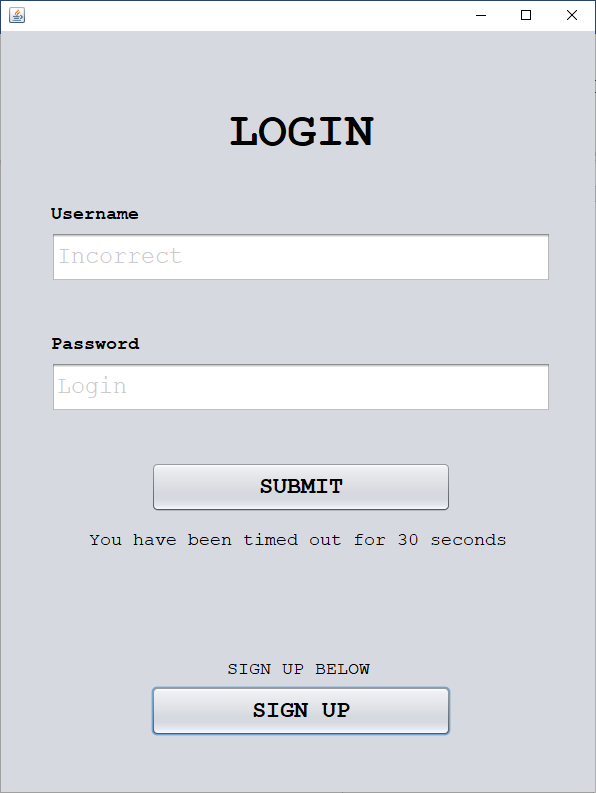 LOGIN
Username
Incorrect
Password
Login
SUBMIT
You have been timed out for 30 seconds
SIGN UP BELOW
SIGN UP